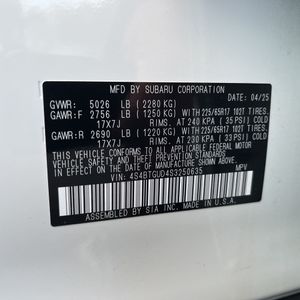 MFD BY SUBARU CORPORATION DATE 04/25
GVWR: 5026 LB (2280 KG)
GAWR:F 2756 LB (1250 KG) WITH 225/65R17 102T TIRES,
17X7J RIMS, AT 240 KPA (35 PSI) COLD
GAWR:R 2690 LB (1220 KG) WITH 225/65R17 102T TIRES,
17X7J RIMS, AT 230 KPA (33 PSI) COLD
THIS VEHICLE CONFORMS TO ALL APPLICABLE FEDERAL MOTOR
VEHICLE SAFETY AND THEFT PREVENTION STANDARDS IN EFFECT
ON THE DATE OF MANUFACTURE SHOWN ABOVE.
VIN: 4S4BTGUD4S3250635 MPV
ASSEMBLED BY SIA INC. MADE IN U.S.A.